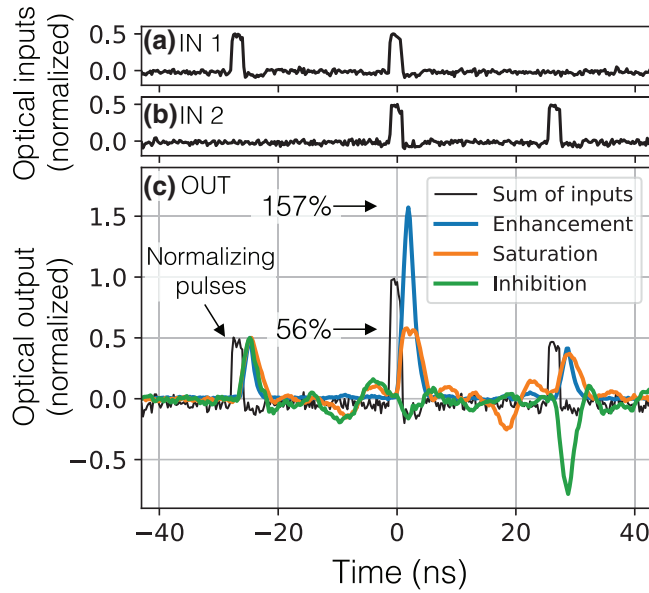 Optical inputs
(normalized)
0.5
0.0
(a) IN 1
0.5
0.0
(b) IN 2
Optical output
(normalized)
1.5
1.0
0.5
0.0
−0.5
(c) OUT
157%
56%
Normalizing
pulses
Sum of inputs
Enhancement
Saturation
Inhibition
−40
−20
0
20
40
Time (ns)